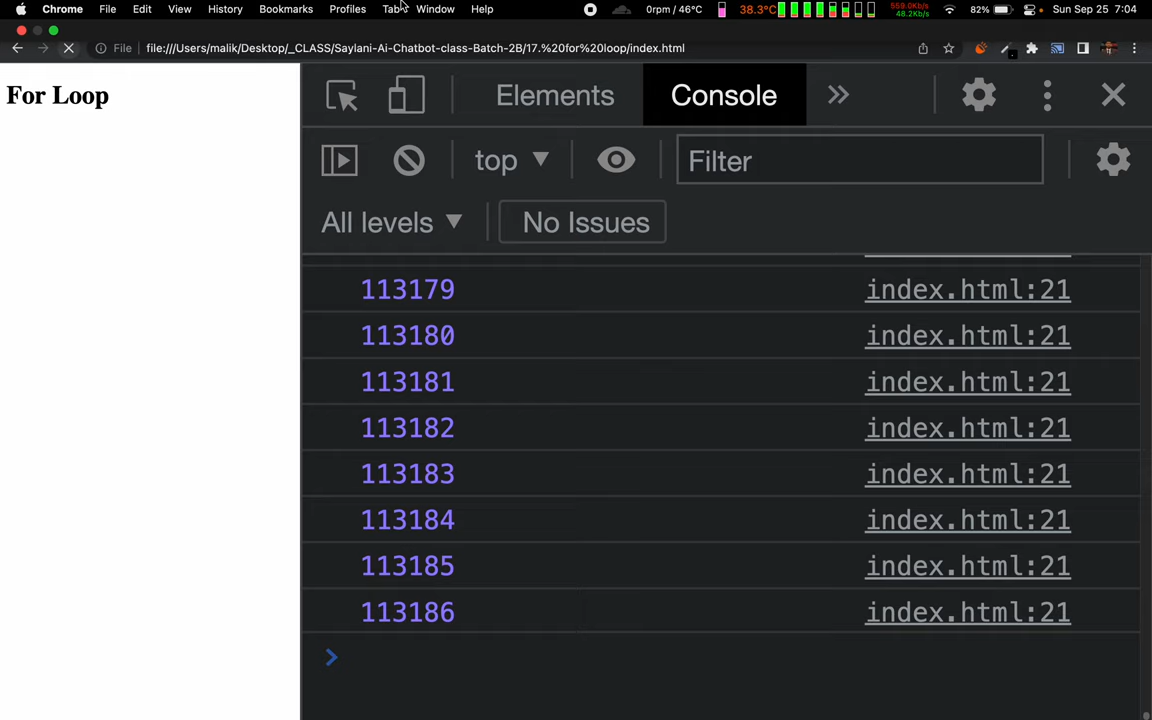 Chrome File Edit View History Bookmarks Profiles Tab Window Help 0rpm / 46°C 38.3°C 559.0Kb/s 48.2Kb/s 82% Sun Sep 25 7:04
File file:///Users/malik/Desktop/_CLASS/Saylani-Ai-Chatbot-class-Batch-2B/17.%20for%20loop/index.html
For Loop
Elements Console
top Filter
All levels No Issues
113179 index.html:21
113180 index.html:21
113181 index.html:21
113182 index.html:21
113183 index.html:21
113184 index.html:21
113185 index.html:21
113186 index.html:21